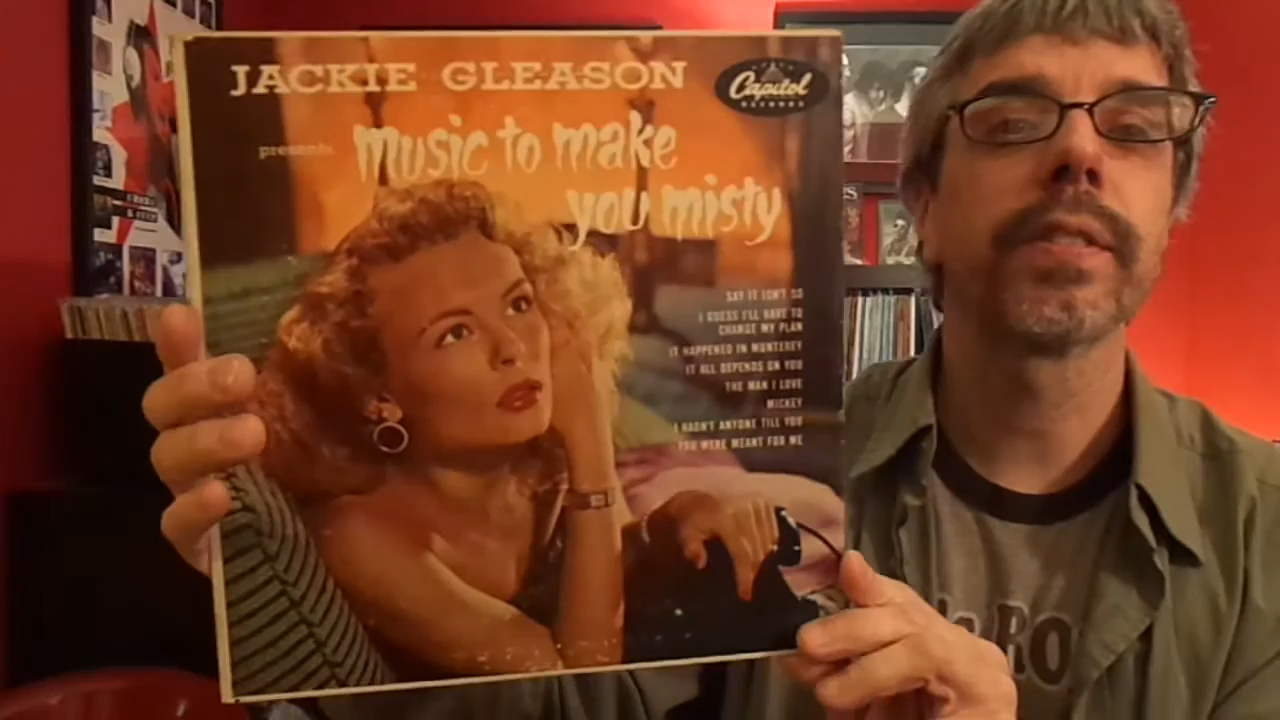 JACKIE GLEASON
Capitol
RECORDS
presents
music to make
you misty
SAY IT ISN'T SO
I GUESS I'LL HAVE TO
CHANGE MY PLAN
IT HAPPENED IN MONTEREY
IT ALL DEPENDS ON YOU
THE MAN I LOVE
MICKEY
I HADN'T ANYONE TILL YOU
YOU WERE MEANT FOR ME
RO